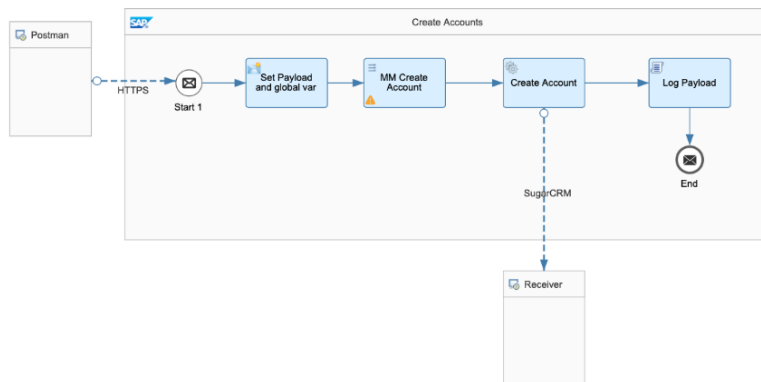 SAP
Create Accounts
Postman
HTTPS
Start 1
Set Payload
and global var
MM Create
Account
Create Account
Log Payload
End
SugarCRM
Receiver